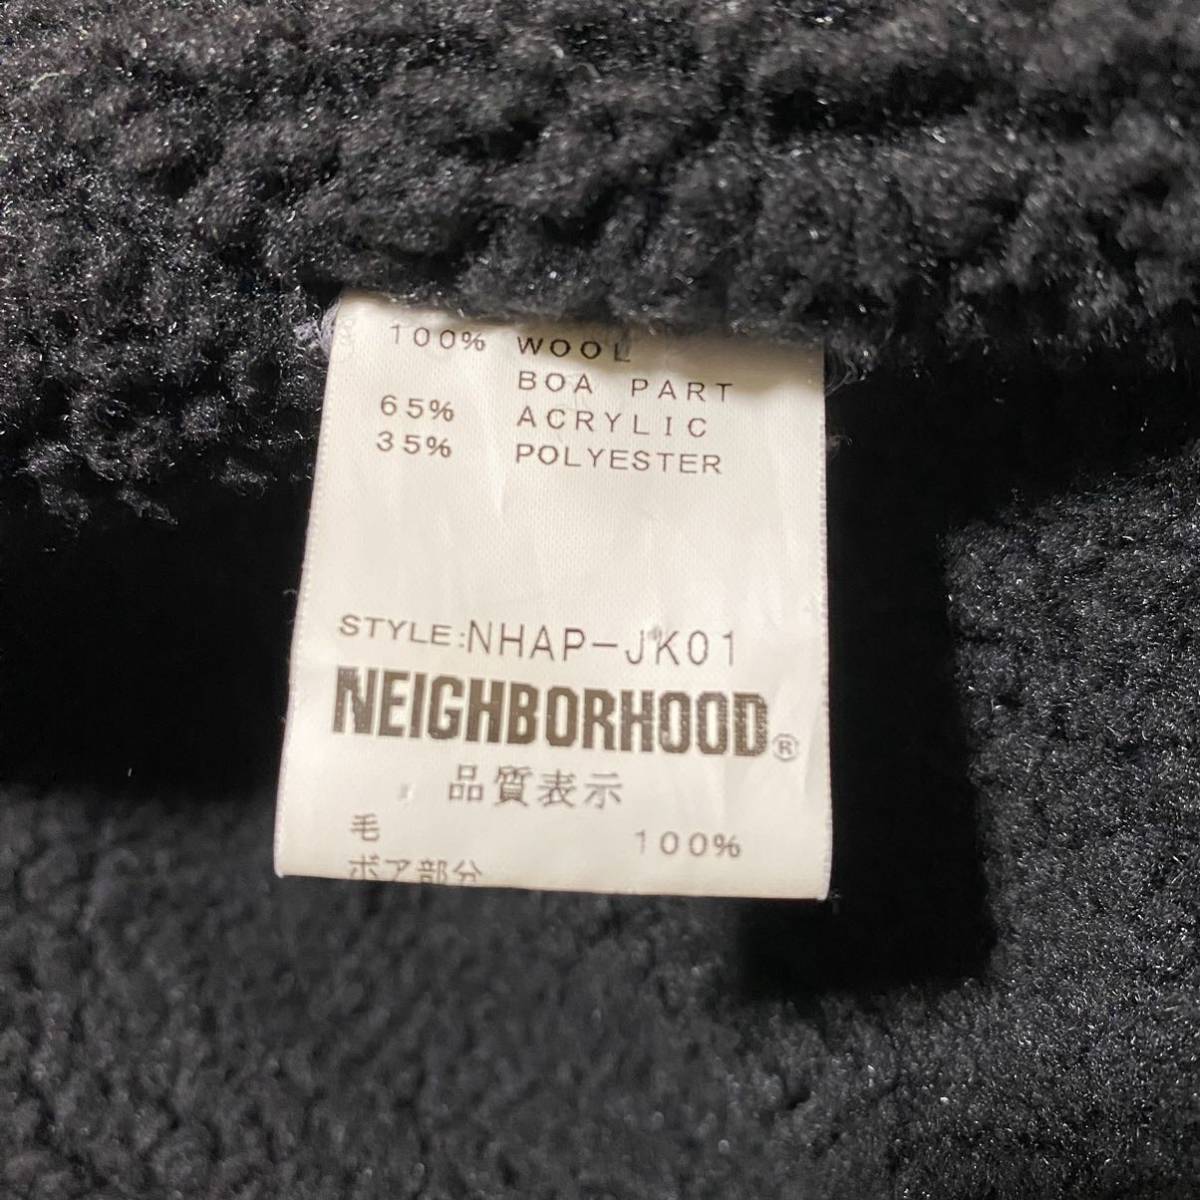 100% WOOL
BOA PART
65% ACRYLIC
35% POLYESTER
STYLE:NHAP-JK01
NEIGHBORHOOD®
品質表示
毛 100%
ボア部分